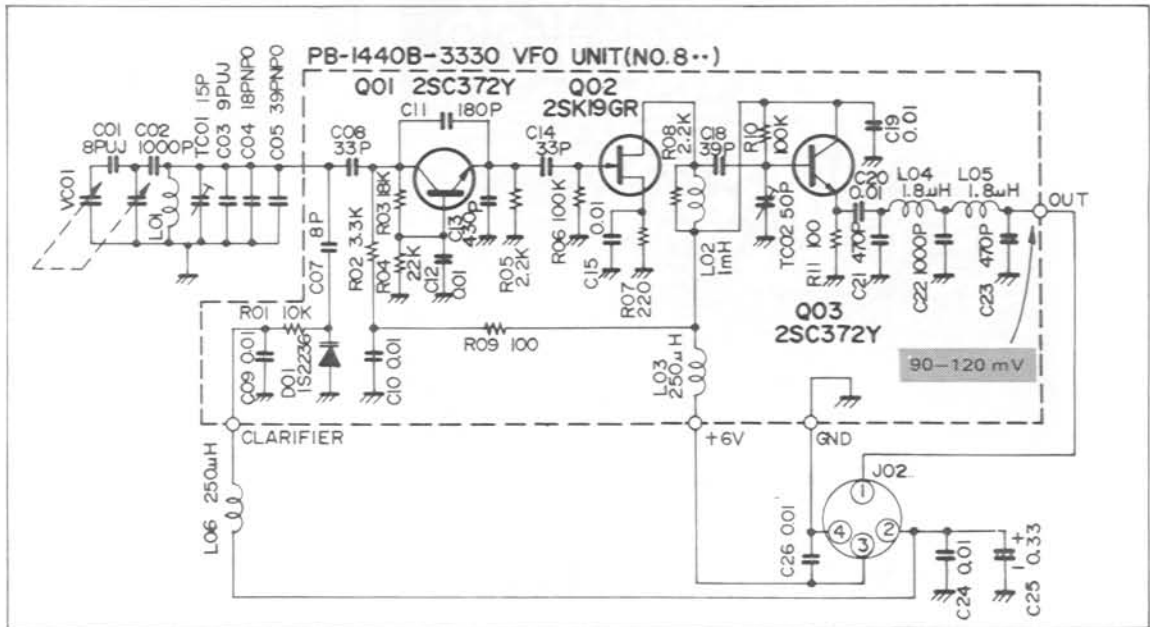 PB-1440B-3330 VFO UNIT(NO.8••)
Q01 2SC372Y
Q02
2SK19GR
C11 180P
C01
8PUJ
C02
1000P
TC01 15P
C03 9PUJ
C04 18PNPO
C05 39PNPO
VC01
L01
C08
33P
8P
C07
R02 3.3K
R03 18K
R04
22K
C12
0.01
C13
430P
R05
2.2K
C14
33P
R06 100K
0.01
C15
R07
220
R08
2.2K
C18
39P
L02
1mH
R10
100K
TC02 50P
C19
0.01
C20
0.01
R11 100
C21 470P
L04
1.8μH
L05
1.8μH
C22 1000P
C23 470P
OUT
Q03
2SC372Y
90–120 mV
R01 10K
C09 0.01
D01
1S2236
C10 0.01
R09 100
L03
250μH
CLARIFIER
+6V
GND
L06 250μH
J02
1
4
2
3
C26 0.01
C24 0.01
+
−
C25 0.33